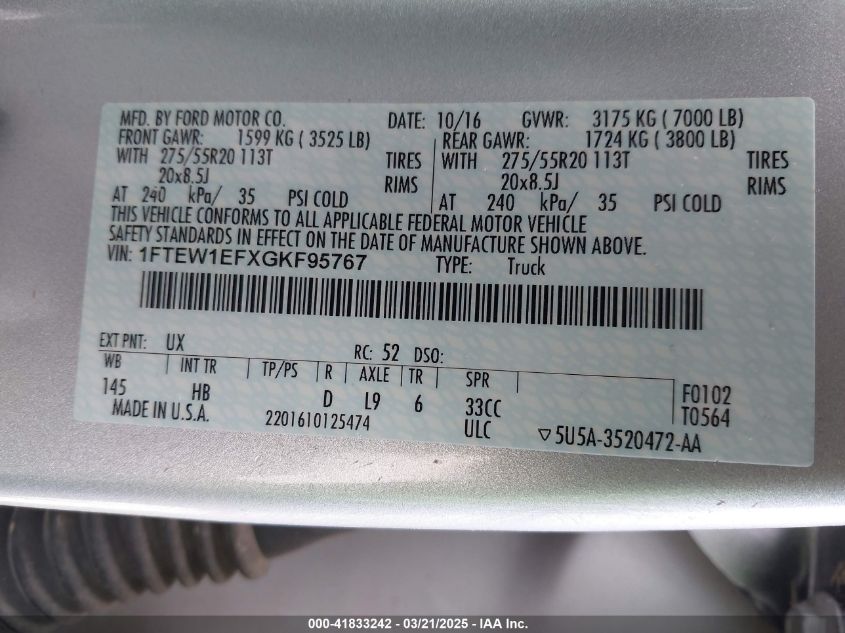 MFD. BY FORD MOTOR CO. DATE: 10/16 GVWR: 3175 KG ( 7000 LB)
FRONT GAWR: 1599 KG ( 3525 LB) REAR GAWR: 1724 KG ( 3800 LB)
WITH 275/55R20 113T TIRES WITH 275/55R20 113T TIRES
20x8.5J RIMS 20x8.5J RIMS
AT 240 kPa/ 35 PSI COLD AT 240 kPa/ 35 PSI COLD
THIS VEHICLE CONFORMS TO ALL APPLICABLE FEDERAL MOTOR VEHICLE
SAFETY STANDARDS IN EFFECT ON THE DATE OF MANUFACTURE SHOWN ABOVE.
VIN: 1FTEW1EFXGKF95767 TYPE: Truck
EXT PNT: UX RC: 52 DSO:
WB INT TR TP/PS R AXLE TR SPR
145 HB D L9 6 33CC F0102
MADE IN U.S.A. 2201610125474 ULC ▽5U5A-3520472-AA T0564
000-41833242 - 03/21/2025 - IAA Inc.